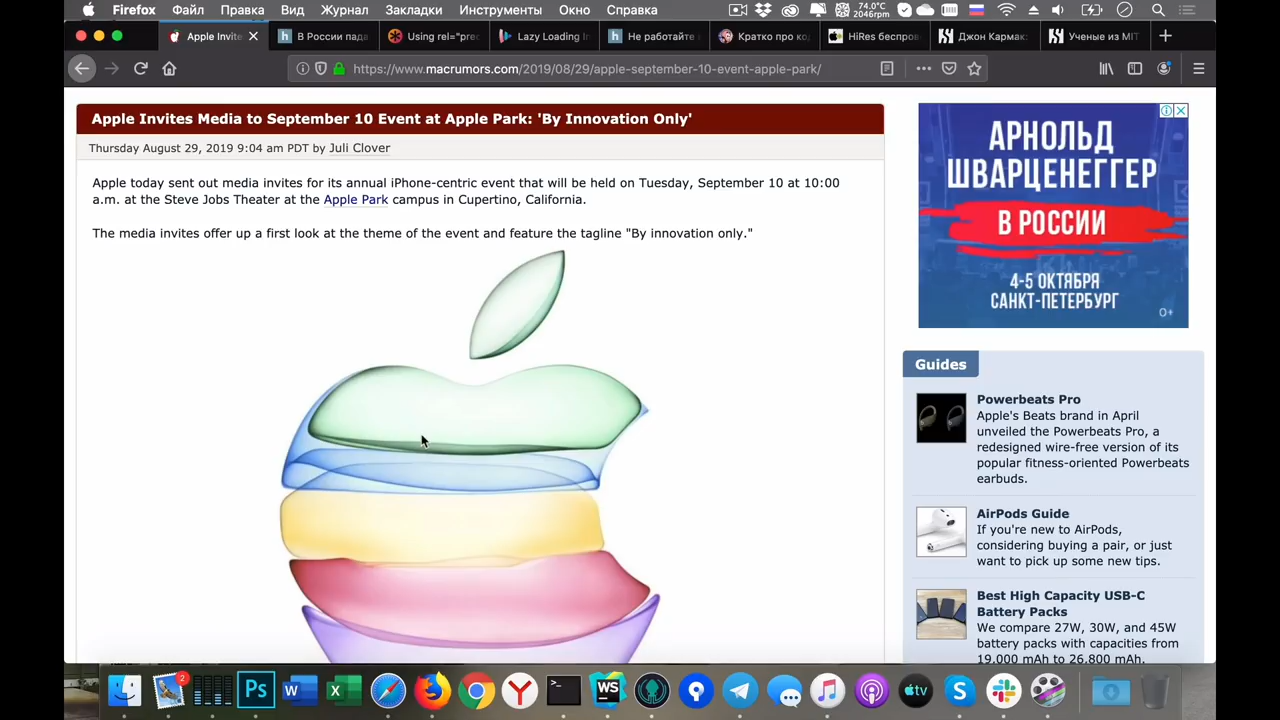 Firefox Файл Правка Вид Журнал Закладки Инструменты Окно Справка
74.0°C
2046rpm
Apple Invite
В России пада
Using rel="prec
Lazy Loading In
Не работайте
Кратко про ко
HiRes беспров
Джон Кармак
Ученые из MIT
https://www.macrumors.com/2019/08/29/apple-september-10-event-apple-park/
Apple Invites Media to September 10 Event at Apple Park: 'By Innovation Only'
Thursday August 29, 2019 9:04 am PDT by Juli Clover
Apple today sent out media invites for its annual iPhone-centric event that will be held on Tuesday, September 10 at 10:00
a.m. at the Steve Jobs Theater at the Apple Park campus in Cupertino, California.
The media invites offer up a first look at the theme of the event and feature the tagline "By innovation only."
АРНОЛЬД
ШВАРЦЕНЕГГЕР
В РОССИИ
4-5 ОКТЯБРЯ
САНКТ-ПЕТЕРБУРГ
0+
Guides
Powerbeats Pro
Apple's Beats brand in April
unveiled the Powerbeats Pro, a
redesigned wire-free version of its
popular fitness-oriented Powerbeats
earbuds.
AirPods Guide
If you're new to AirPods,
considering buying a pair, or just
want to pick up some new tips.
Best High Capacity USB-C
Battery Packs
We compare 27W, 30W, and 45W
battery packs with capacities from
19,000 mAh to 26,800 mAh.
2
Ps
W
X
WS
tv
S